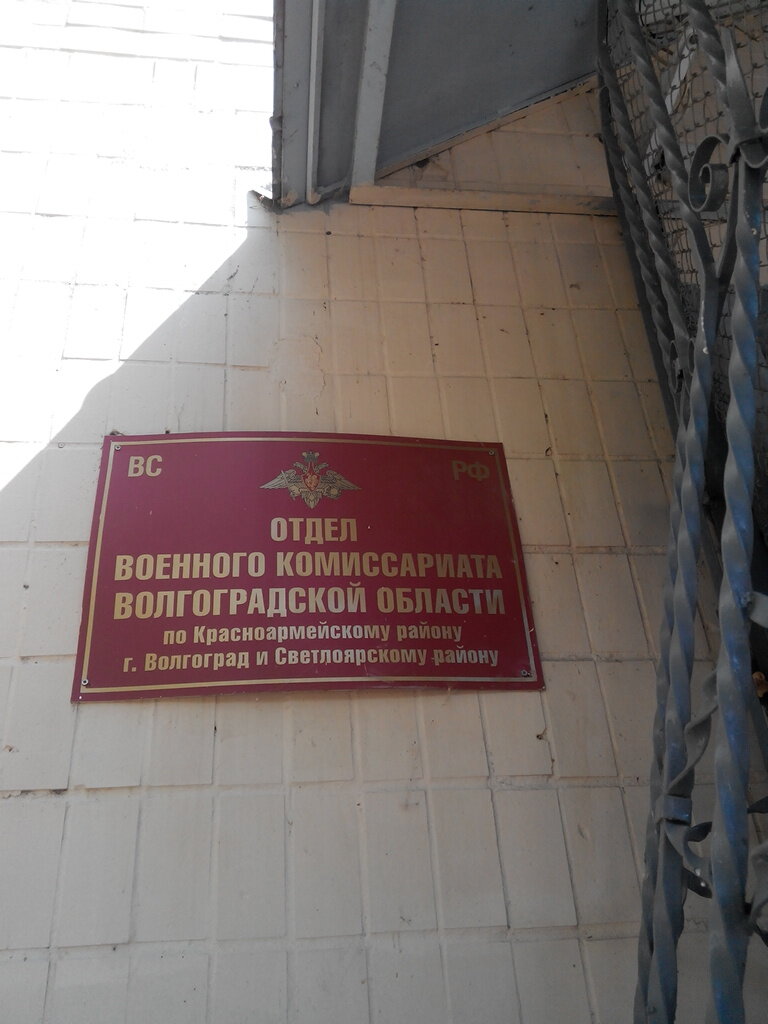 ВС РФ
ОТДЕЛ
ВОЕННОГО КОМИССАРИАТА
ВОЛГОГРАДСКОЙ ОБЛАСТИ
по Красноармейскому району
г. Волгоград и Светлоярскому району